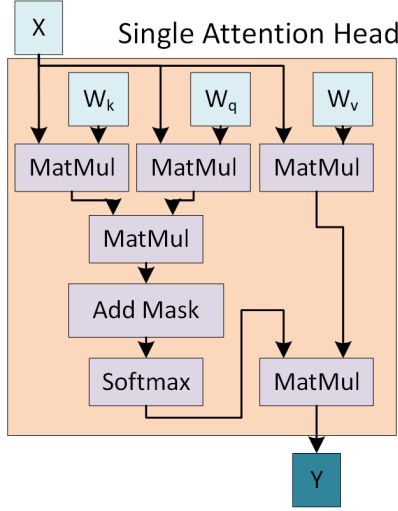 X
Single Attention Head
Wk
Wq
Wv
MatMul
MatMul
MatMul
MatMul
Add Mask
Softmax
MatMul
Y